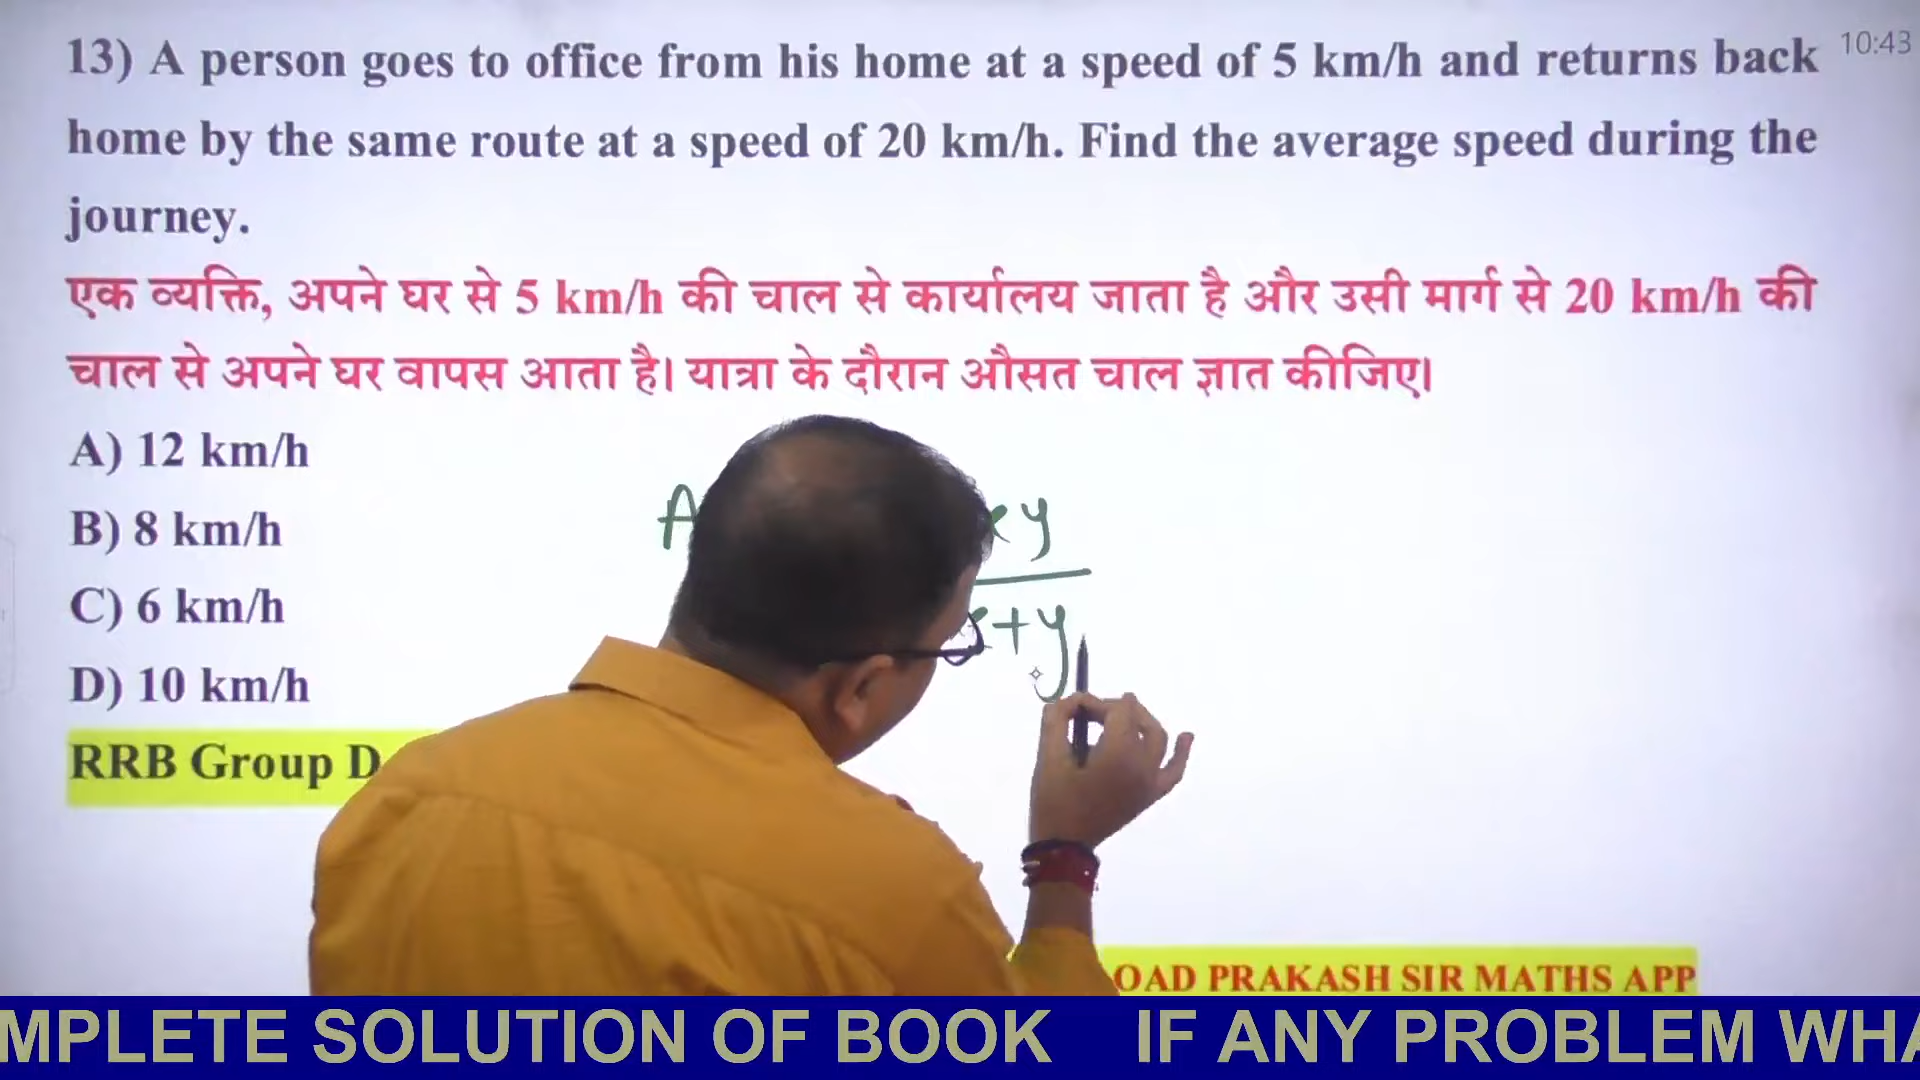 13) A person goes to office from his home at a speed of 5 km/h and returns back
10:43
home by the same route at a speed of 20 km/h. Find the average speed during the
journey.
एक व्यक्ति, अपने घर से 5 km/h की चाल से कार्यालय जाता है और उसी मार्ग से 20 km/h की
चाल से अपने घर वापस आता है। यात्रा के दौरान औसत चाल ज्ञात कीजिए।
A) 12 km/h
B) 8 km/h
C) 6 km/h
D) 10 km/h
A
xy
x+y
RRB Group D
OAD PRAKASH SIR MATHS APP
MPLETE SOLUTION OF BOOK IF ANY PROBLEM WHA